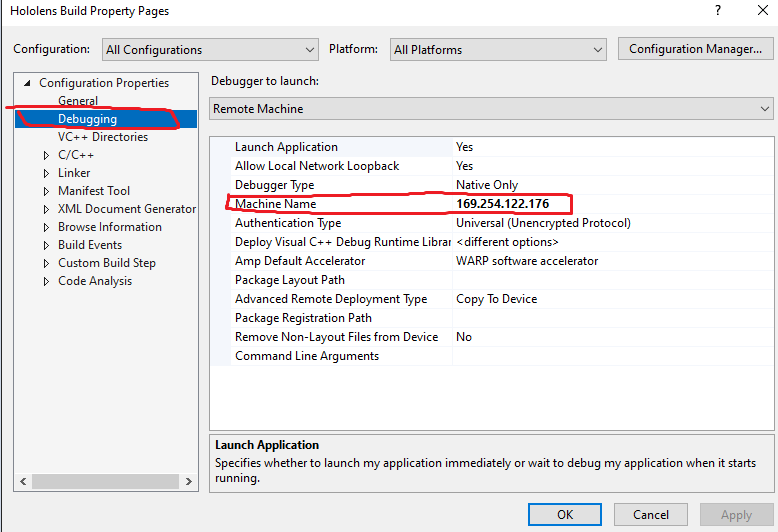 Hololens Build Property Pages
?
Configuration: All Configurations Platform: All Platforms Configuration Manager...
Configuration Properties
General
Debugging
VC++ Directories
C/C++
Linker
Manifest Tool
XML Document Generator
Browse Information
Build Events
Custom Build Step
Code Analysis
Debugger to launch:
Remote Machine
Launch Application Yes
Allow Local Network Loopback Yes
Debugger Type Native Only
Machine Name 169.254.122.176
Authentication Type Universal (Unencrypted Protocol)
Deploy Visual C++ Debug Runtime Librar <different options>
Amp Default Accelerator WARP software accelerator
Package Layout Path
Advanced Remote Deployment Type Copy To Device
Package Registration Path
Remove Non-Layout Files from Device No
Command Line Arguments
Launch Application
Specifies whether to launch my application immediately or wait to debug my application when it starts
running.
OK Cancel Apply